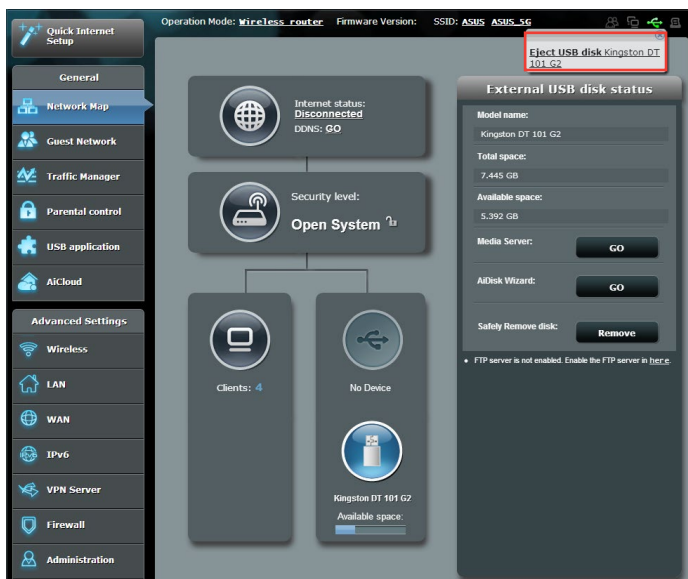 Quick Internet
Setup
Operation Mode: Wireless router Firmware Version: SSID: ASUS ASUS_5G
Eject USB disk Kingston DT
101 G2
General
Network Map
Guest Network
Traffic Manager
Parental control
USB application
AiCloud
Advanced Settings
Wireless
LAN
WAN
IPv6
VPN Server
Firewall
Administration
Internet status:
Disconnected
DDNS: GO
Security level:
Open System
Clients: 4
No Device
Kingston DT 101 G2
Available space:
External USB disk status
Model name:
Kingston DT 101 G2
Total space:
7.445 GB
Available space:
5.392 GB
Media Server: GO
AiDisk Wizard: GO
Safely Remove disk: Remove
• FTP server is not enabled. Enable the FTP server in here.